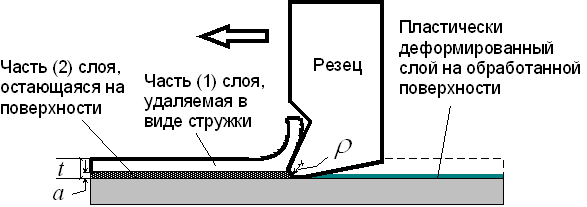 Часть (2) слоя,
остающаяся на
поверхности
Часть (1) слоя,
удаляемая в
виде стружки
Резец
Пластически
деформированный
слой на обработанной
поверхности
t
a
ρ